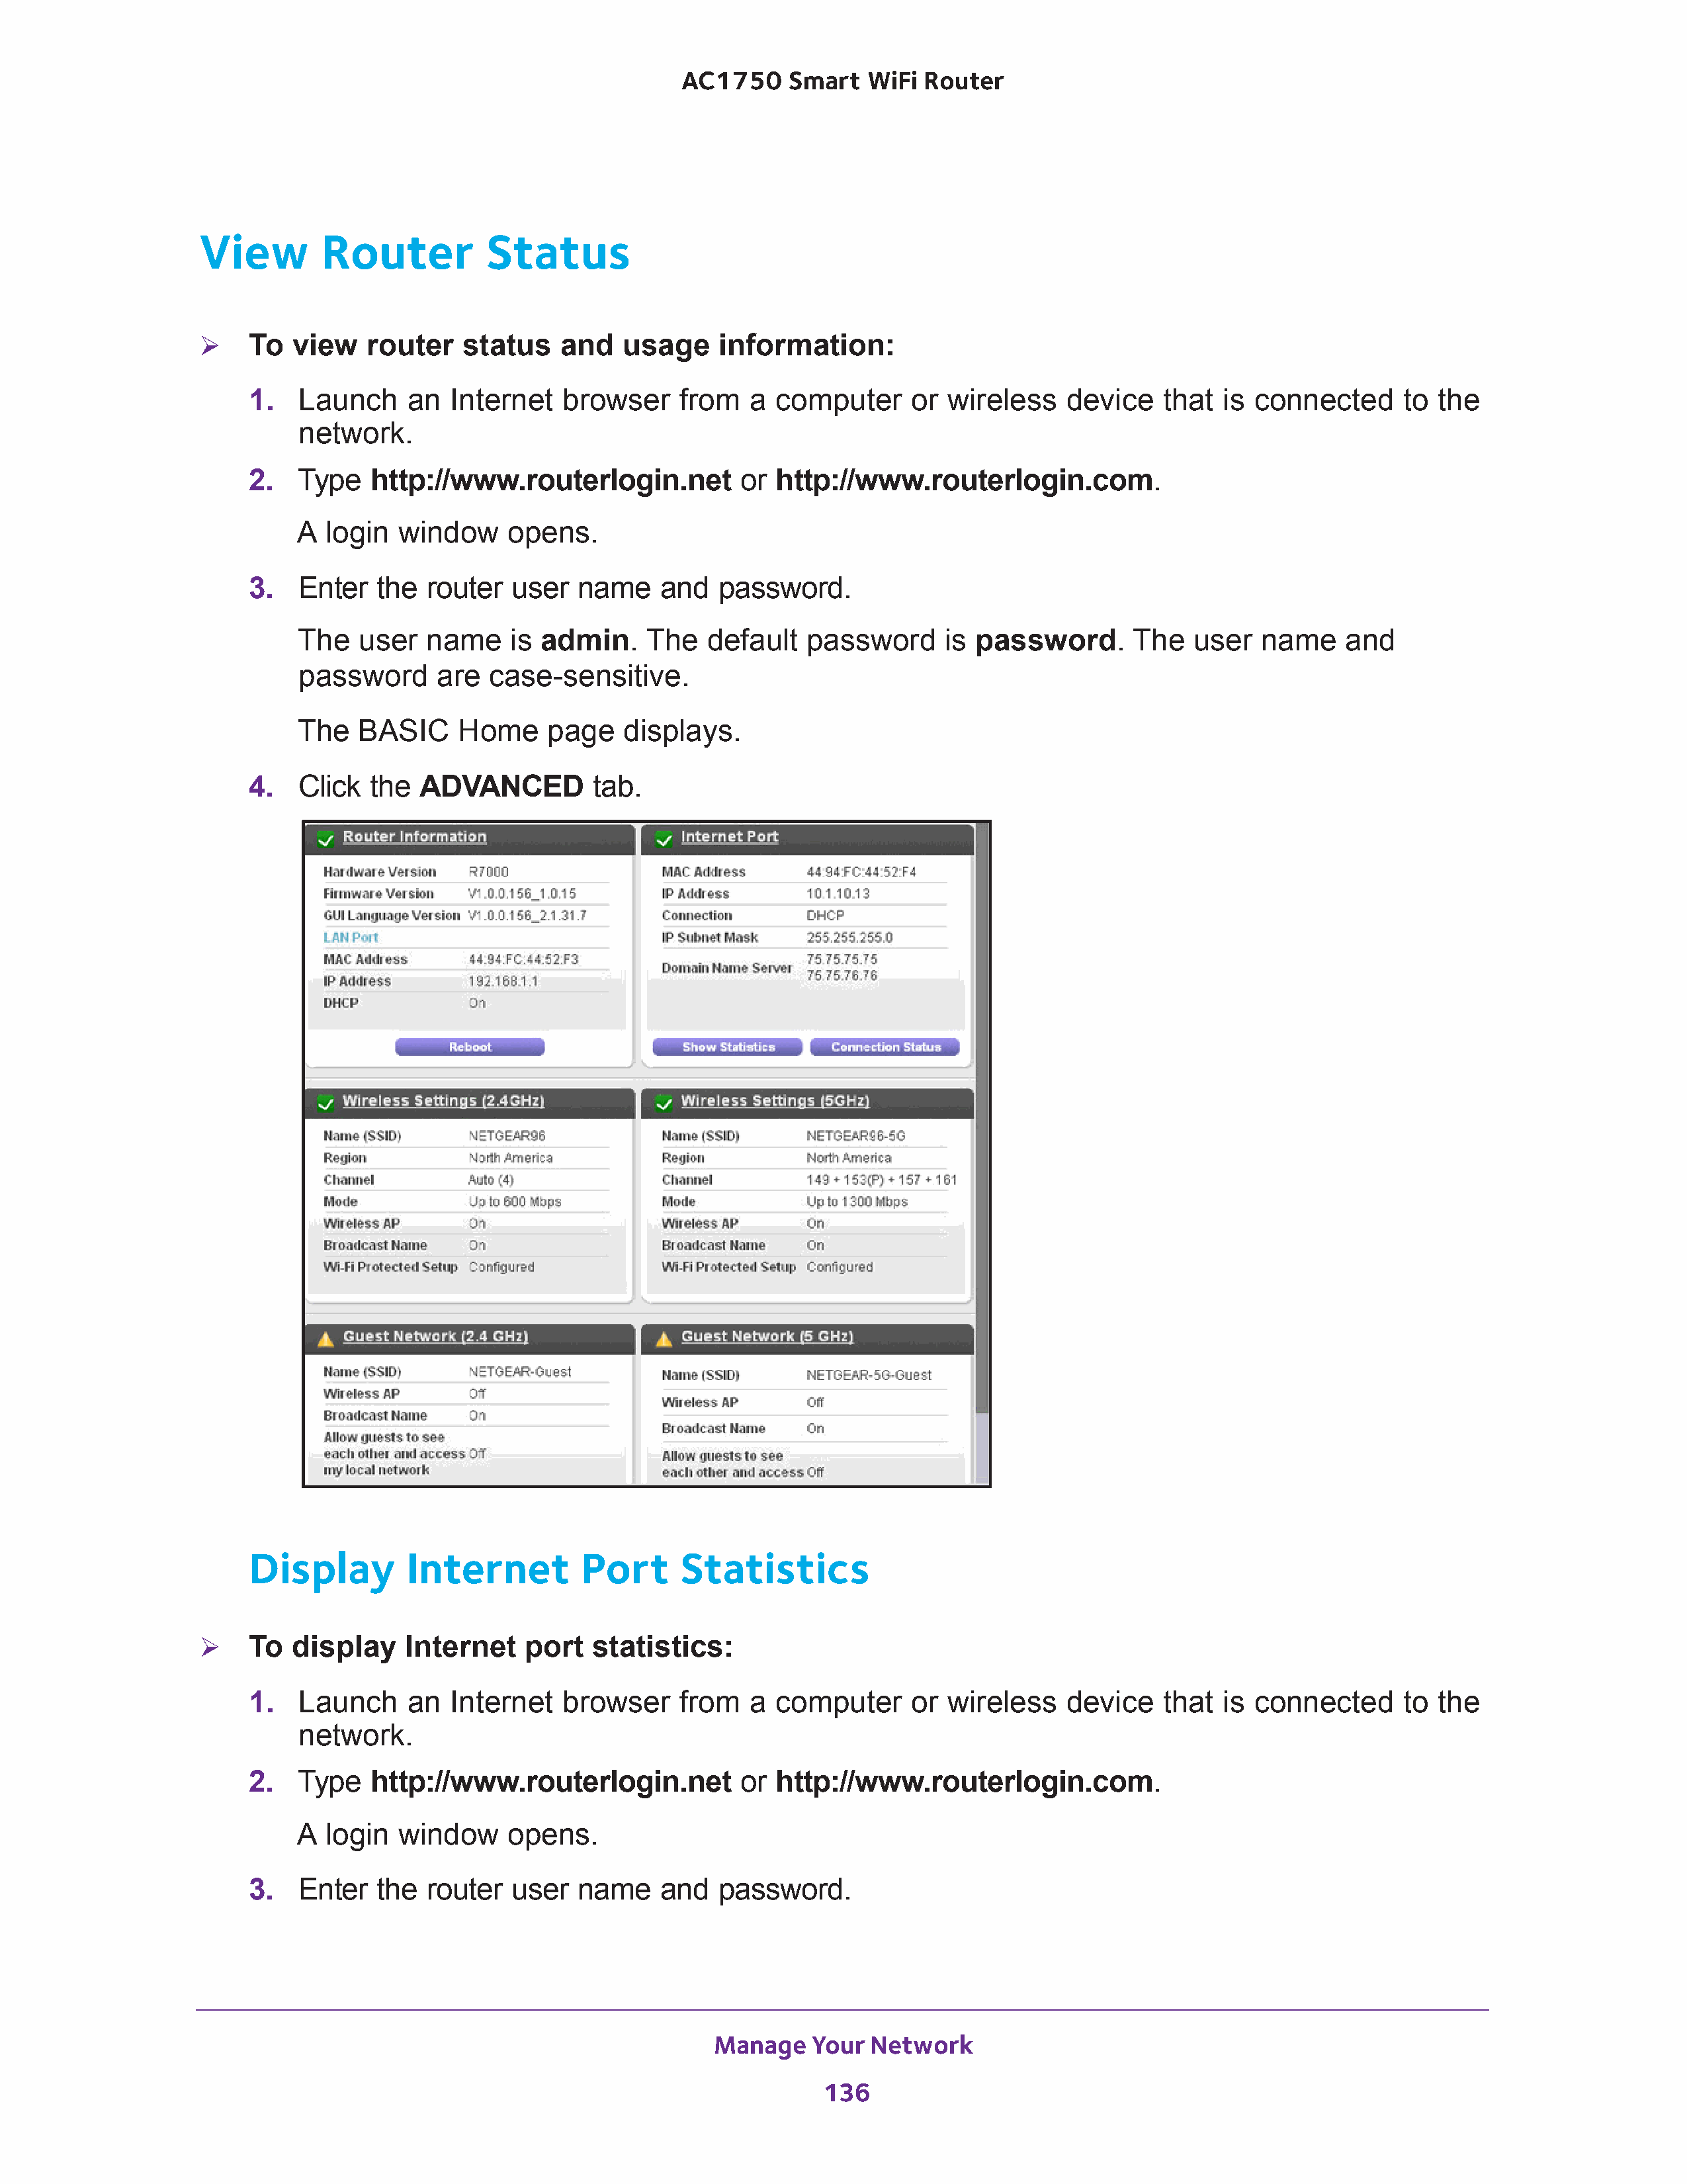 AC1750 Smart WiFi Router
View Router Status
➢ To view router status and usage information:
1. Launch an Internet browser from a computer or wireless device that is connected to the
network.
2. Type http://www.routerlogin.net or http://www.routerlogin.com.
A login window opens.
3. Enter the router user name and password.
The user name is admin. The default password is password. The user name and
password are case-sensitive.
The BASIC Home page displays.
4. Click the ADVANCED tab.
Router Information
Hardware Version R7000
Firmware Version V1.0.0.156_1.0.15
GUI Language Version V1.0.0.156_2.1.31.7
LAN Port
MAC Address 44:94:FC:44:52:F3
IP Address 192.168.1.1
DHCP On
Reboot
Internet Port
MAC Address 44:94:FC:44:52:F4
IP Address 10.1.10.13
Connection DHCP
IP Subnet Mask 255.255.255.0
Domain Name Server 75.75.75.75
75.75.76.76
Show Statistics Connection Status
Wireless Settings (2.4GHz)
Name (SSID) NETGEAR96
Region North America
Channel Auto (4)
Mode Up to 600 Mbps
Wireless AP On
Broadcast Name On
Wi-Fi Protected Setup Configured
Wireless Settings (5GHz)
Name (SSID) NETGEAR96-5G
Region North America
Channel 149 + 153(P) + 157 + 161
Mode Up to 1300 Mbps
Wireless AP On
Broadcast Name On
Wi-Fi Protected Setup Configured
Guest Network (2.4 GHz)
Name (SSID) NETGEAR-Guest
Wireless AP Off
Broadcast Name On
Allow guests to see
each other and access Off
my local network
Guest Network (5 GHz)
Name (SSID) NETGEAR-5G-Guest
Wireless AP Off
Broadcast Name On
Allow guests to see
each other and access Off
Display Internet Port Statistics
➢ To display Internet port statistics:
1. Launch an Internet browser from a computer or wireless device that is connected to the
network.
2. Type http://www.routerlogin.net or http://www.routerlogin.com.
A login window opens.
3. Enter the router user name and password.
Manage Your Network
136